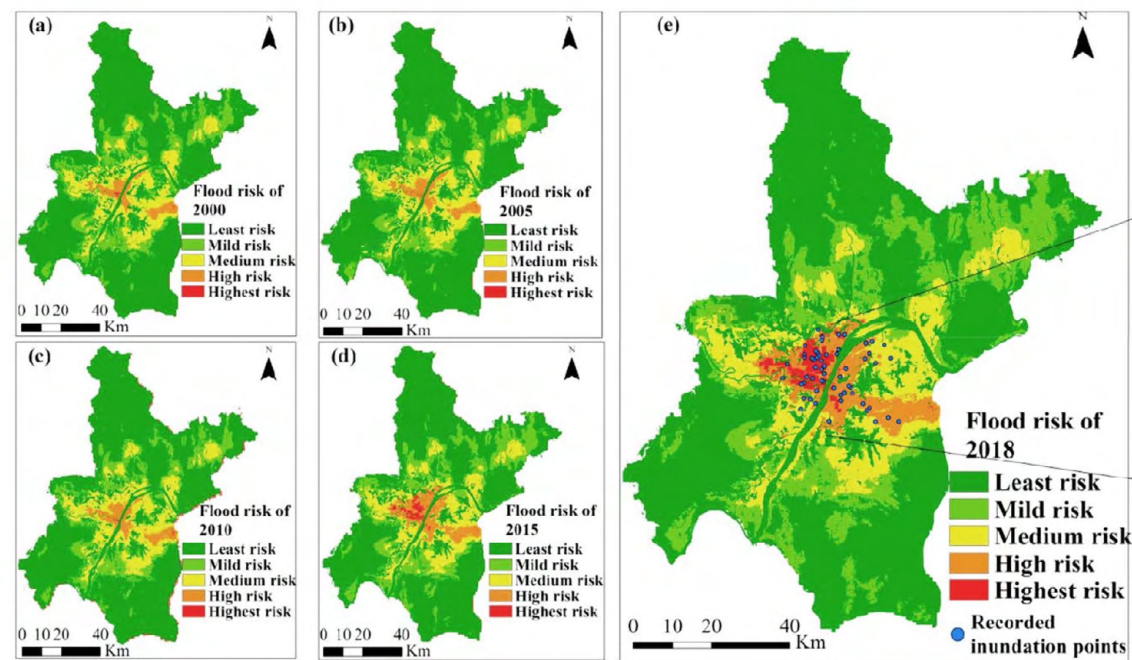 (a)
N
Flood risk of
2000
Least risk
Mild risk
Medium risk
High risk
Highest risk
0 10 20 40
Km
(b)
N
Flood risk of
2005
Least risk
Mild risk
Medium risk
High risk
Highest risk
0 10 20 40
Km
(c)
N
Flood risk of
2010
Least risk
Mild risk
Medium risk
High risk
Highest risk
0 10 20 40
Km
(d)
N
Flood risk of
2015
Least risk
Mild risk
Medium risk
High risk
Highest risk
0 10 20 40
Km
(e)
N
Flood risk of
2018
Least risk
Mild risk
Medium risk
High risk
Highest risk
Recorded
inundation points
0 10 20 30 40
Km